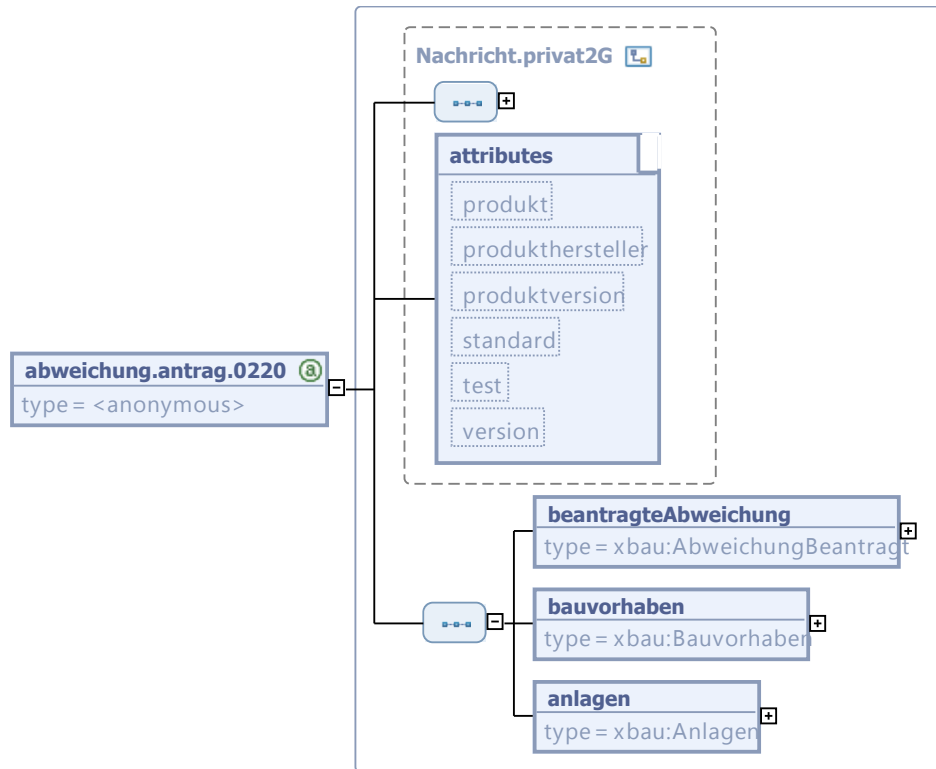 Nachricht.privat2G
attributes
produkt
produkthersteller
produktversion
standard
test
version
abweichung.antrag.0220 a
type = <anonymous>
beantragteAbweichung
type = xbau:AbweichungBeantragt
bauvorhaben
type = xbau:Bauvorhaben
anlagen
type = xbau:Anlagen